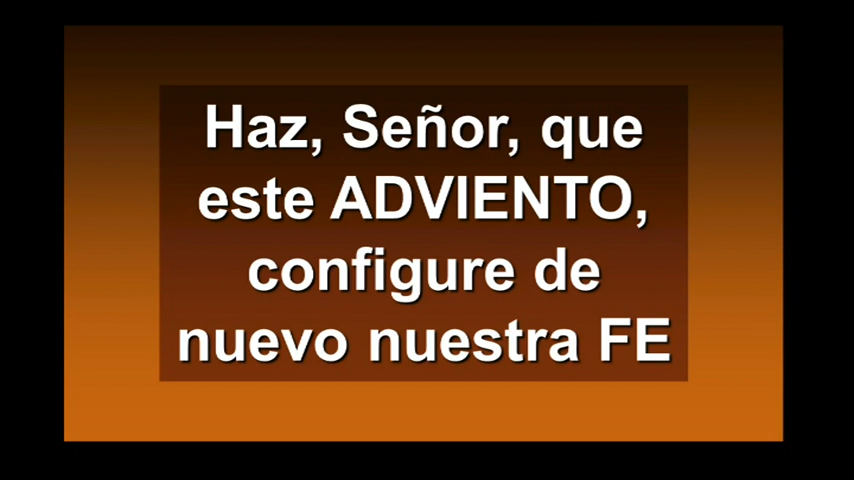 Haz, Señor, que
este ADVIENTO,
configure de
nuevo nuestra FE